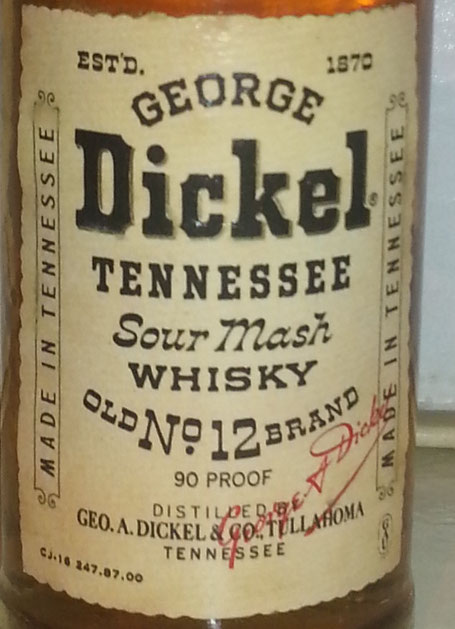 EST'D. 1870
GEORGE
Dickel®
TENNESSEE
Sour Mash
WHISKY
OLD No 12 BRAND
90 PROOF
DISTILLED BY
GEO. A. DICKEL & CO., TULLAHOMA
TENNESSEE
George A Dickel
CJ-16 247.87.00
MADE IN TENNESSEE
MADE IN TENNESSEE